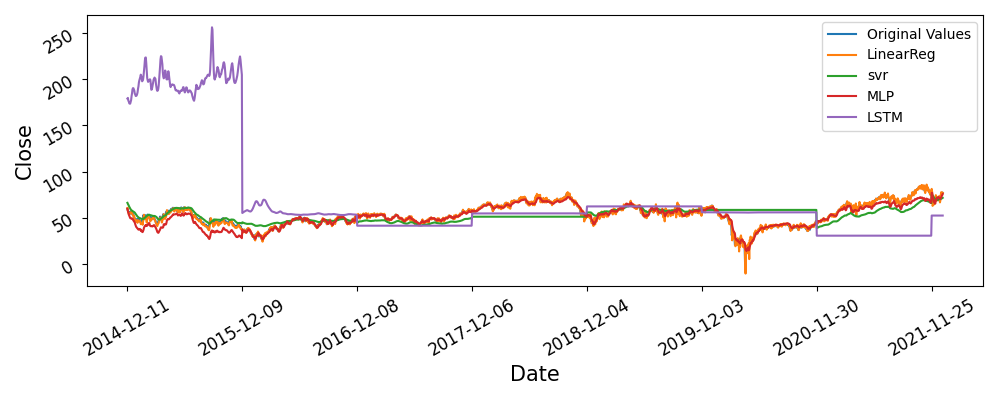 Original Values
LinearReg
svr
MLP
LSTM
250
200
150
100
50
0
Close
2014-12-11
2015-12-09
2016-12-08
2017-12-06
2018-12-04
2019-12-03
2020-11-30
2021-11-25
Date